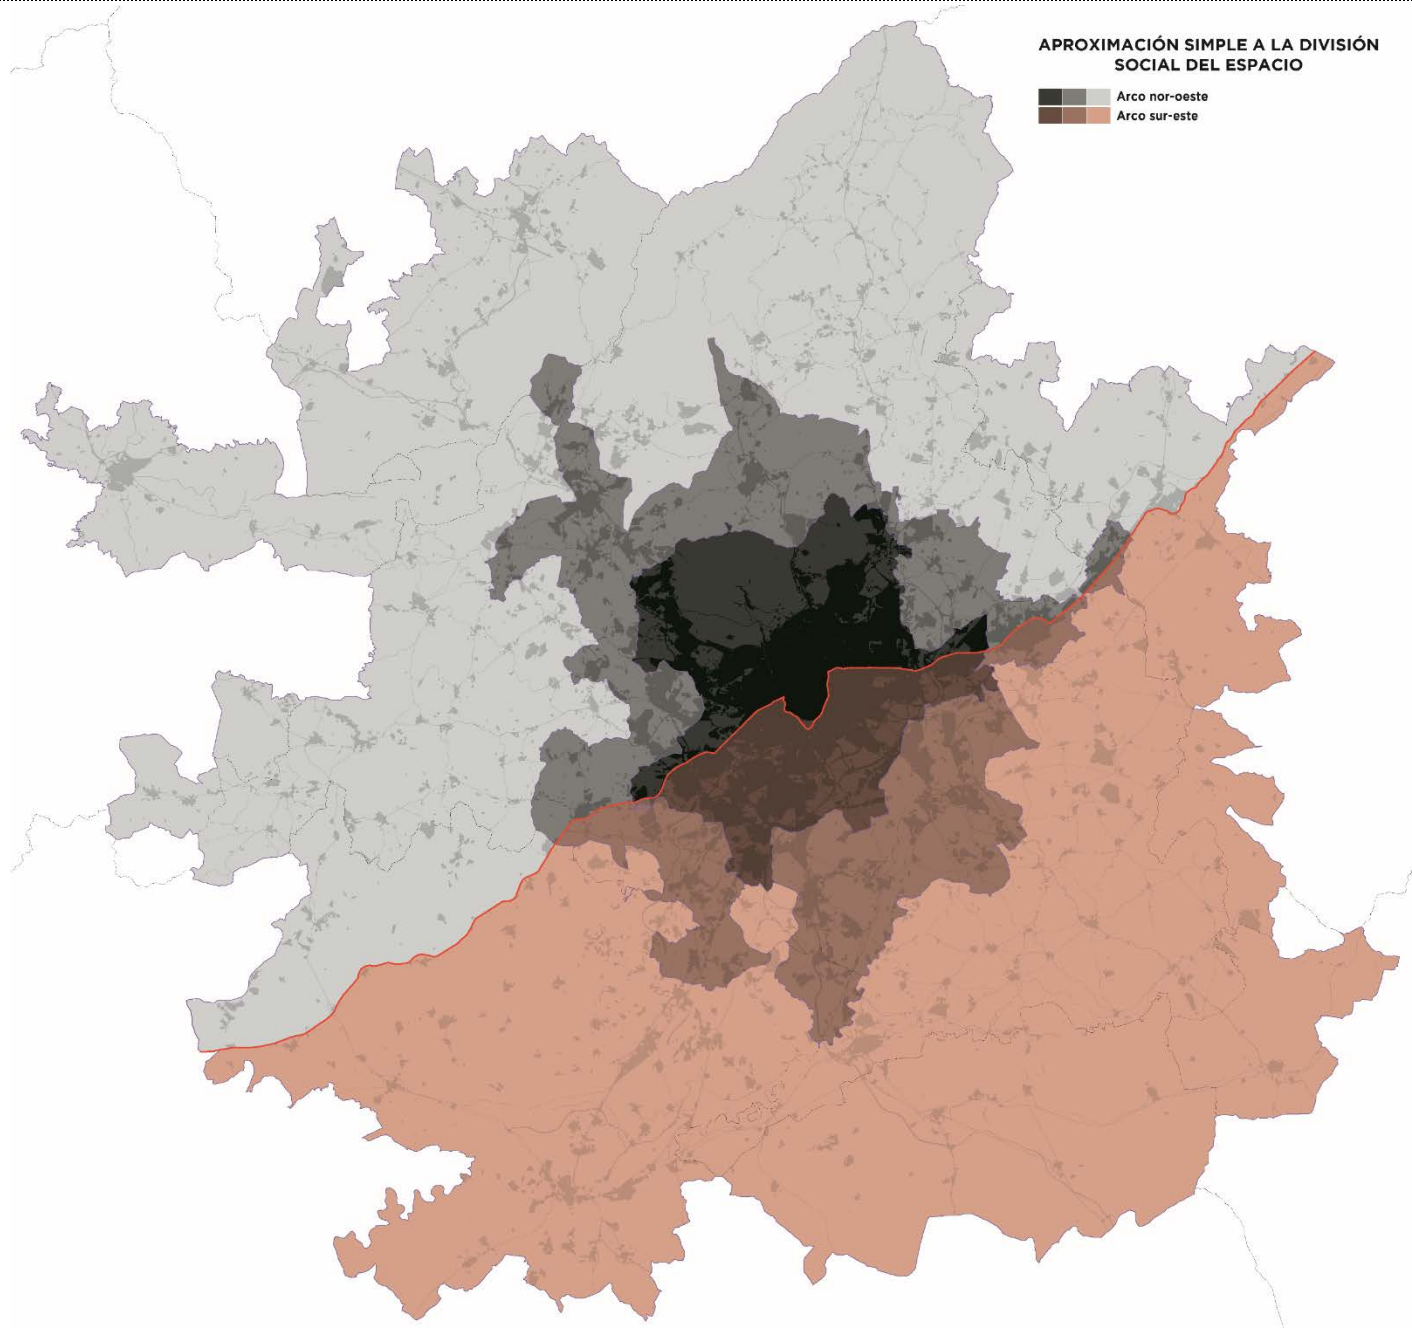 APROXIMACIÓN SIMPLE A LA DIVISIÓN
SOCIAL DEL ESPACIO
Arco nor-oeste
Arco sur-este